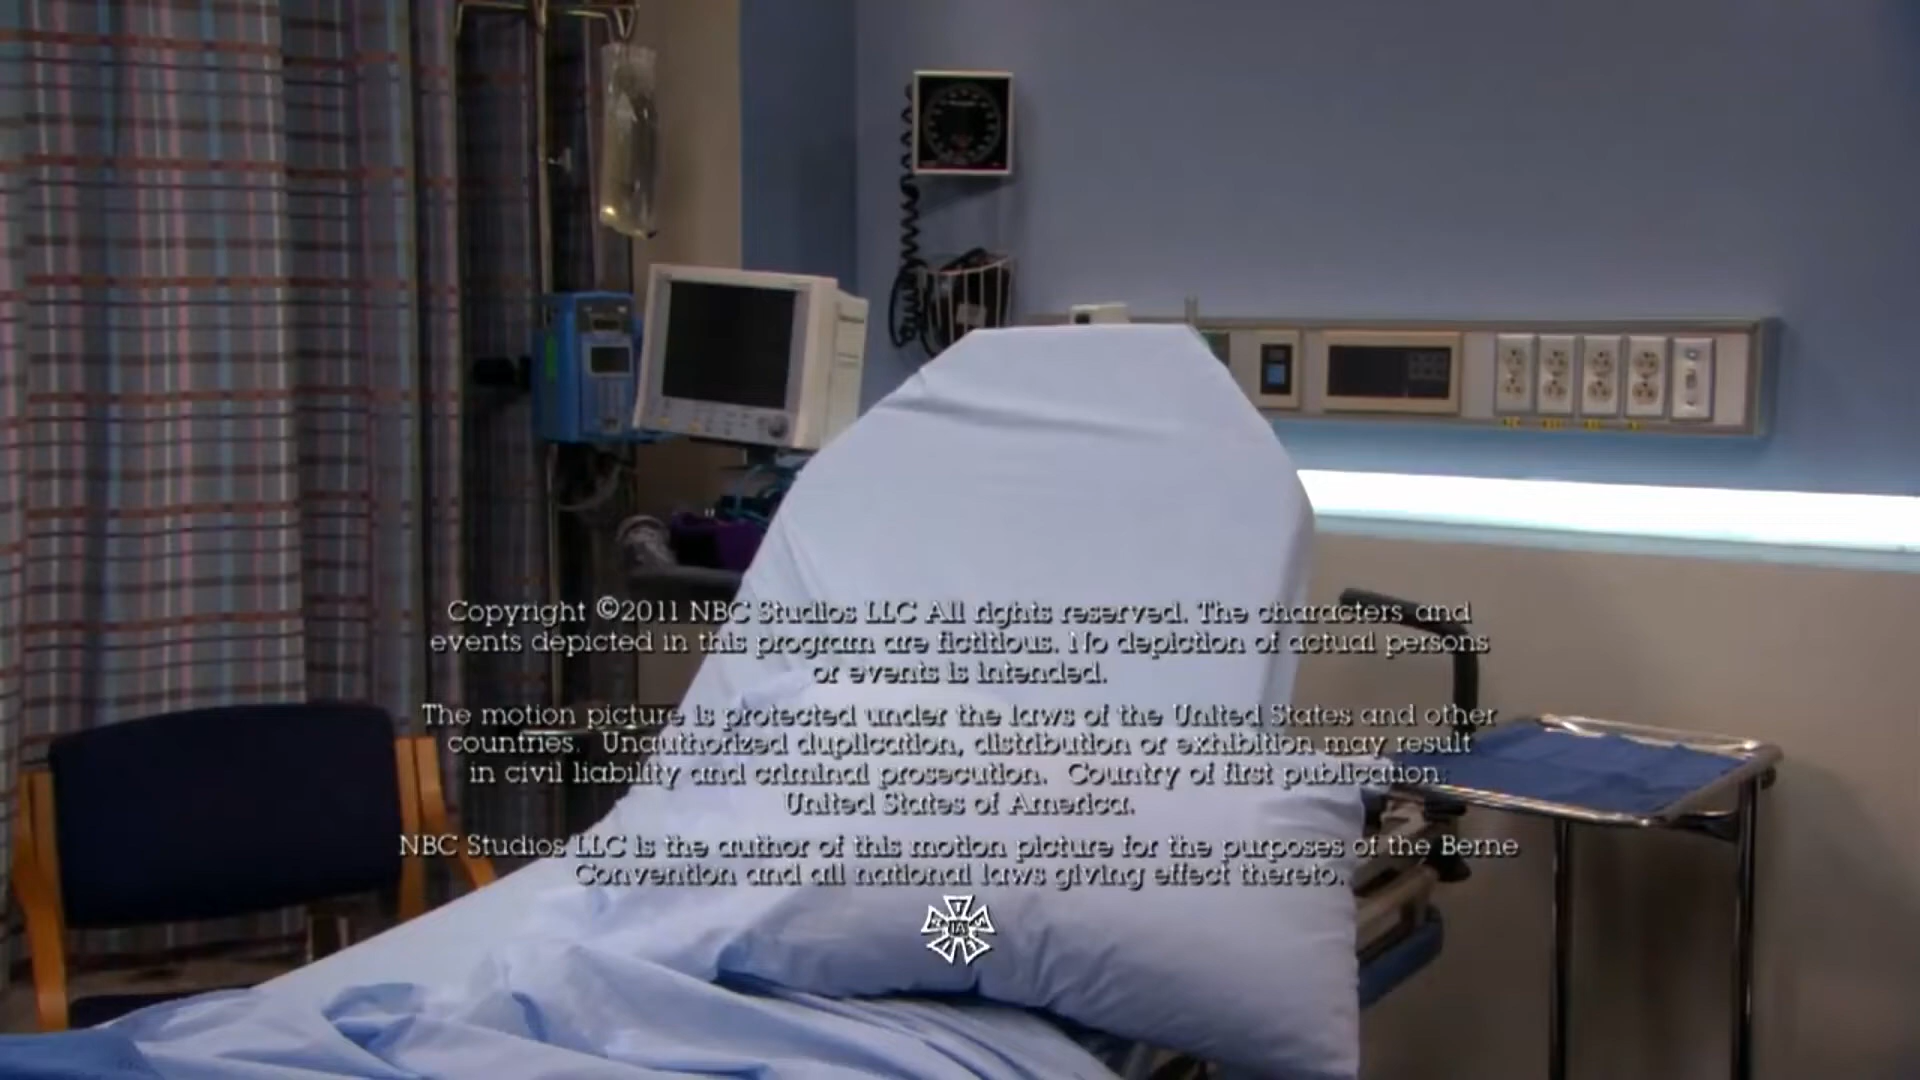 Copyright ©2011 NBC Studios LLC All rights reserved. The characters and
events depicted in this program are fictitious. No depiction of actual persons
or events is intended.
The motion picture is protected under the laws of the United States and other
countries. Unauthorized duplication, distribution or exhibition may result
in civil liability and criminal prosecution. Country of first publication:
United States of America.
NBC Studios LLC is the author of this motion picture for the purposes of the Berne
Convention and all national laws giving effect thereto.
IATSE